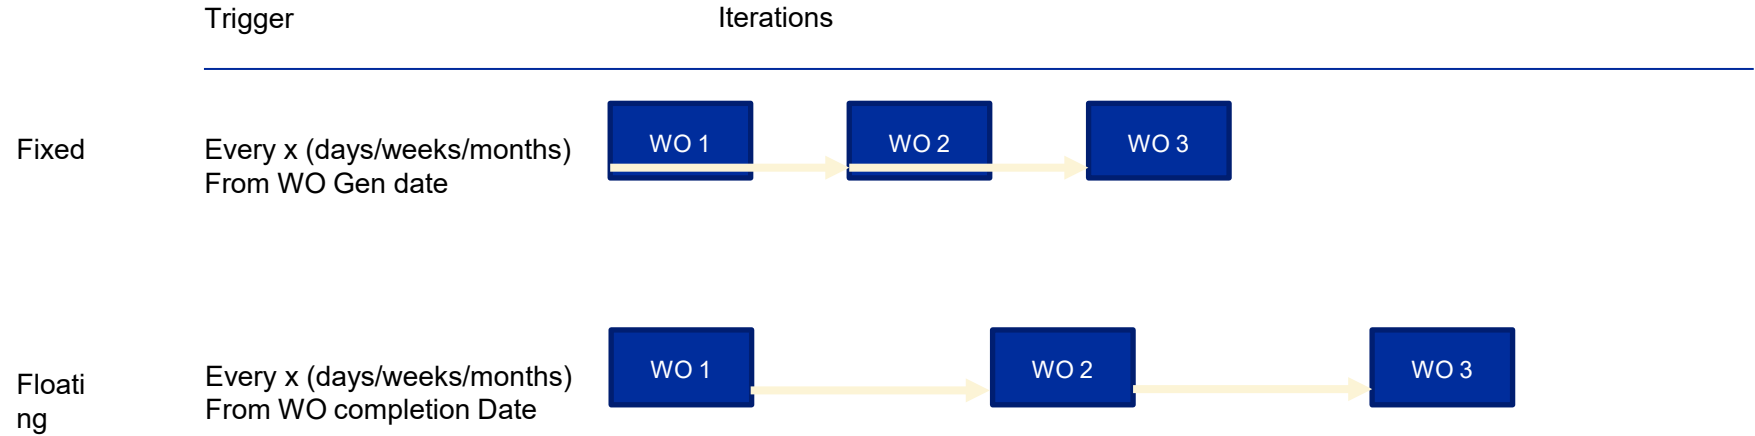 Trigger
Iterations
Fixed
Every x (days/weeks/months)
From WO Gen date
WO 1
WO 2
WO 3
Floati
ng
Every x (days/weeks/months)
From WO completion Date
WO 1
WO 2
WO 3